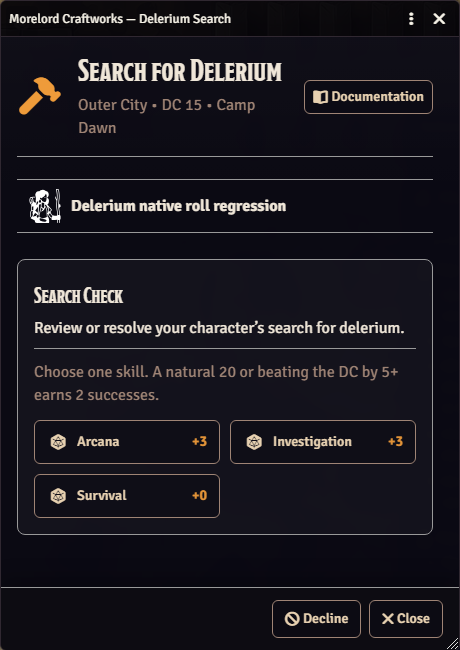 Morelord Craftworks — Delerium Search
Search for Delerium
Outer City • DC 15 • Camp
Dawn
Documentation
Delerium native roll regression
Search Check
Review or resolve your character’s search for delerium.
Choose one skill. A natural 20 or beating the DC by 5+
earns 2 successes.
Arcana +3
Investigation +3
Survival +0
Decline
Close